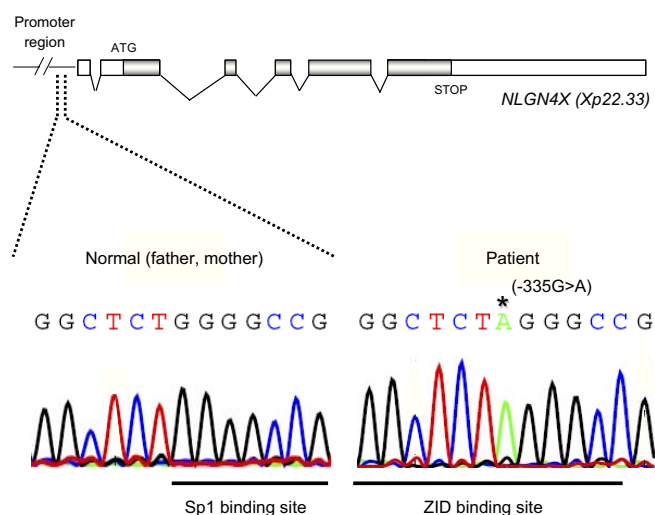 Promoter
region
ATG
STOP
NLGN4X (Xp22.33)
Normal (father, mother)
Patient
* (-335G>A)
G G C T C T G G G G C C G
G G C T C T A G G G C C G
Sp1 binding site
ZID binding site